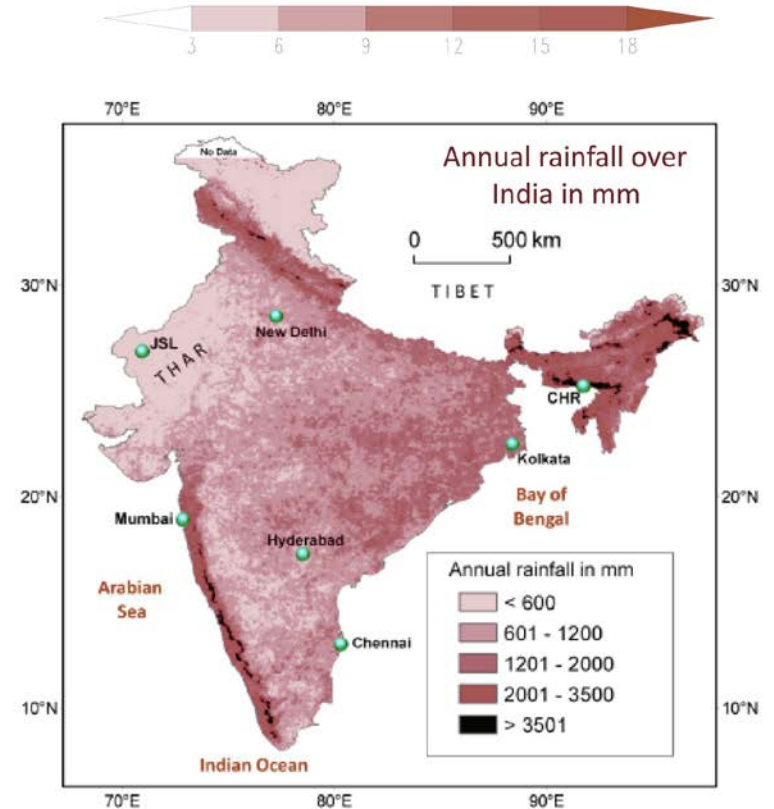 3 6 9 12 15 18
70°E 80°E 90°E
No Data
Annual rainfall over
India in mm
0 500 km
30°N 30°N
TIBET
New Delhi
JSL
THAR
CHR
Kolkata
20°N 20°N
Bay of
Bengal
Mumbai
Hyderabad
Arabian
Sea
Chennai
Annual rainfall in mm
< 600
601 - 1200
1201 - 2000
2001 - 3500
> 3501
10°N 10°N
Indian Ocean
70°E 80°E 90°E